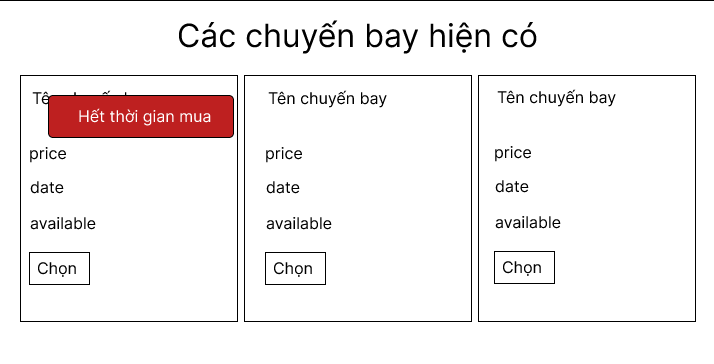 Các chuyến bay hiện có
Hết thời gian mua
price
date
available
Chọn
Tên chuyến bay
price
date
available
Chọn
Tên chuyến bay
price
date
available
Chọn